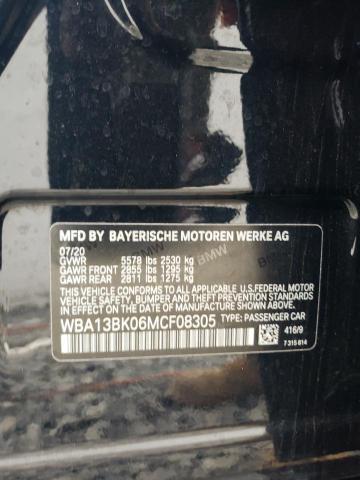 MFD BY BAYERISCHE MOTOREN WERKE AG
07/20
GVWR 5578 lbs 2530 kg
GAWR FRONT 2855 lbs 1295 kg
GAWR REAR 2811 lbs 1275 kg
THIS VEHICLE CONFORMS TO ALL APPLICABLE U.S.FEDERAL
MOTOR VEHICLE SAFETY, BUMPER, AND THEFT PREVENTION
STANDARDS IN EFFECT ON THE DATE OF MANUFACTURE SHOWN ABOVE.
WBA13BK06MCF08305 TYPE: PASSENGER CAR
416/9
7 315 814
BMW
BMW